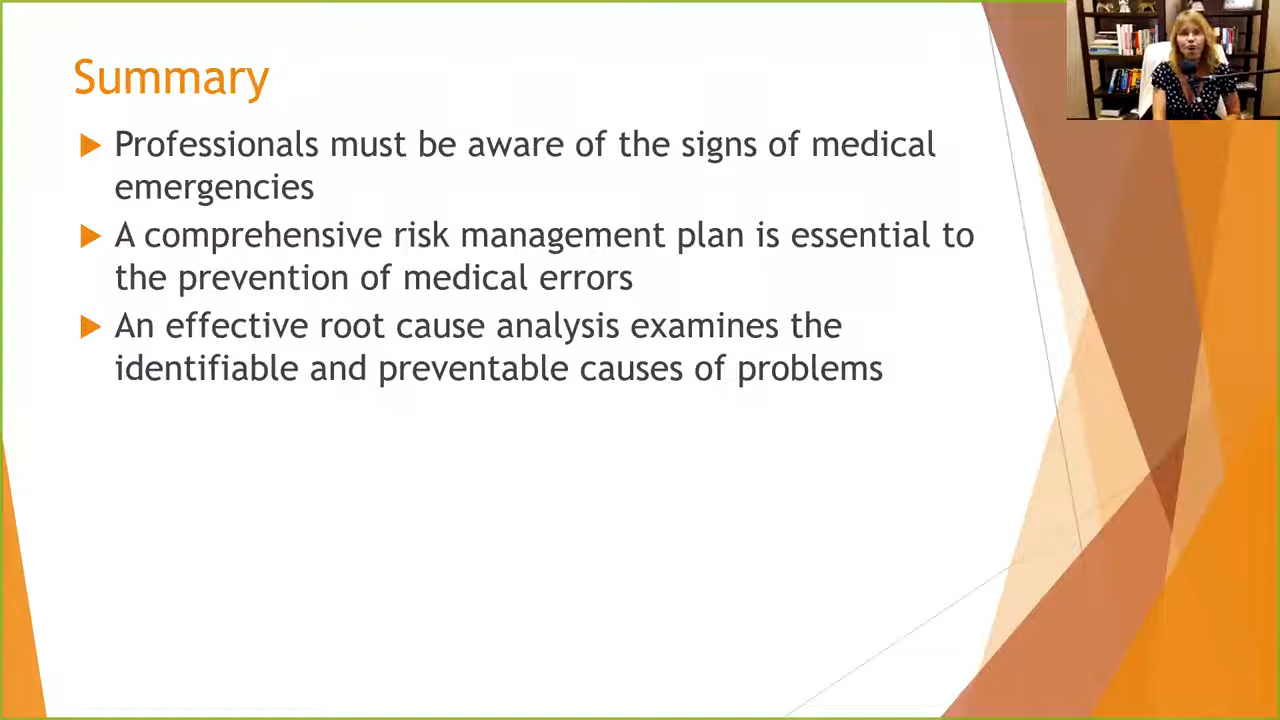 Summary
Professionals must be aware of the signs of medical
emergencies
A comprehensive risk management plan is essential to
the prevention of medical errors
An effective root cause analysis examines the
identifiable and preventable causes of problems